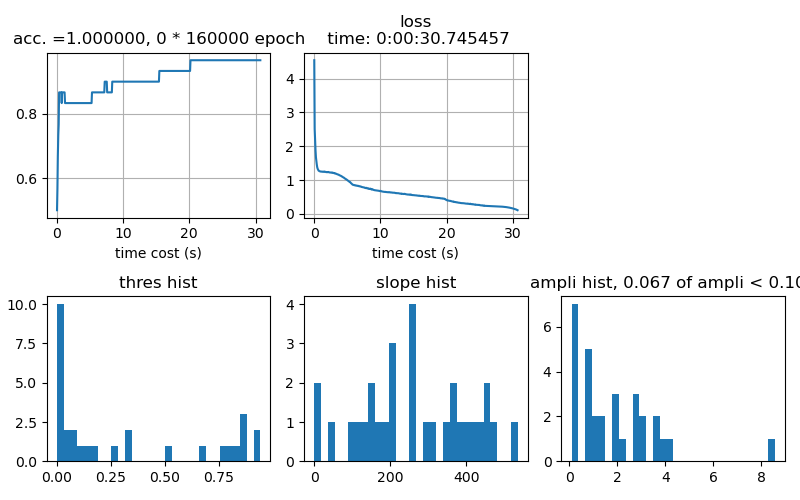 acc. =1.000000, 0 * 160000 epoch
loss
time: 0:00:30.745457
0.8
0.6
0 10 20 30
time cost (s)
4
3
2
1
0
0 10 20 30
time cost (s)
thres hist
10.0
7.5
5.0
2.5
0.0
0.00 0.25 0.50 0.75
slope hist
4
3
2
1
0
0 200 400
ampli hist, 0.067 of ampli < 0.10
6
4
2
0
0 2 4 6 8